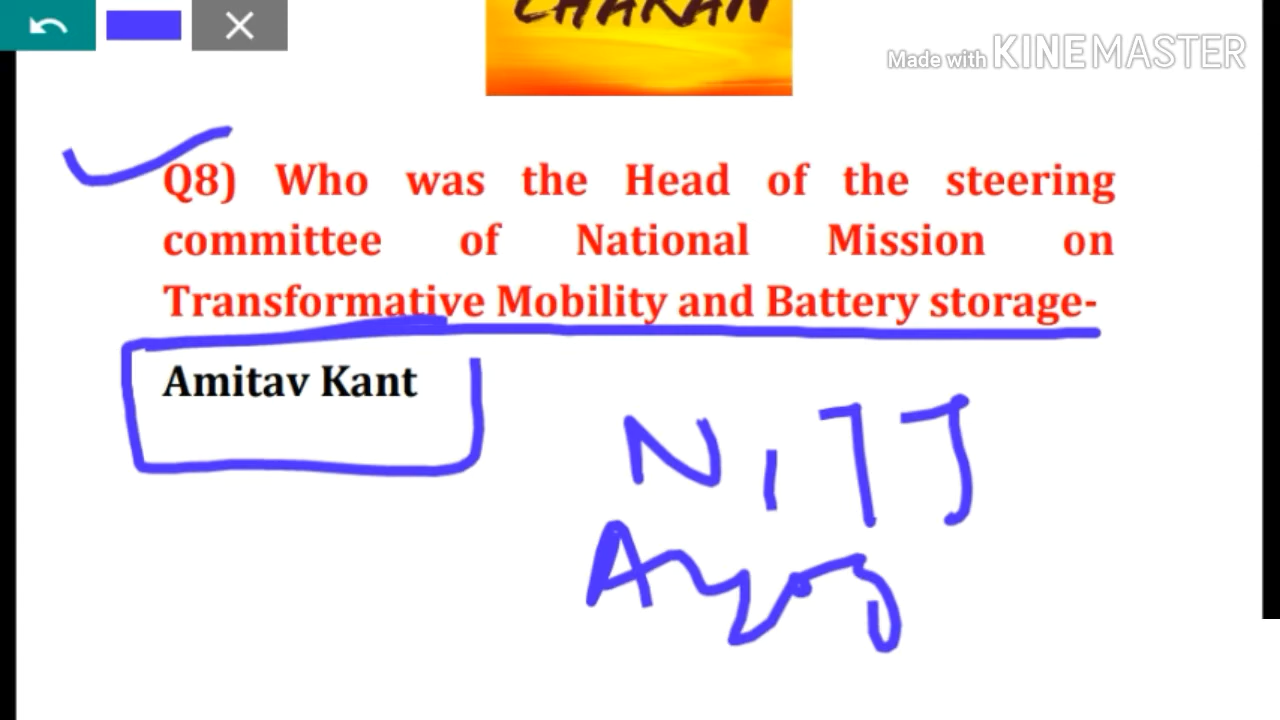 CHARAN
Made with KINEMASTER
Q8) Who was the Head of the steering
committee of National Mission on
Transformative Mobility and Battery storage-
Amitav Kant
NITI
Ayog